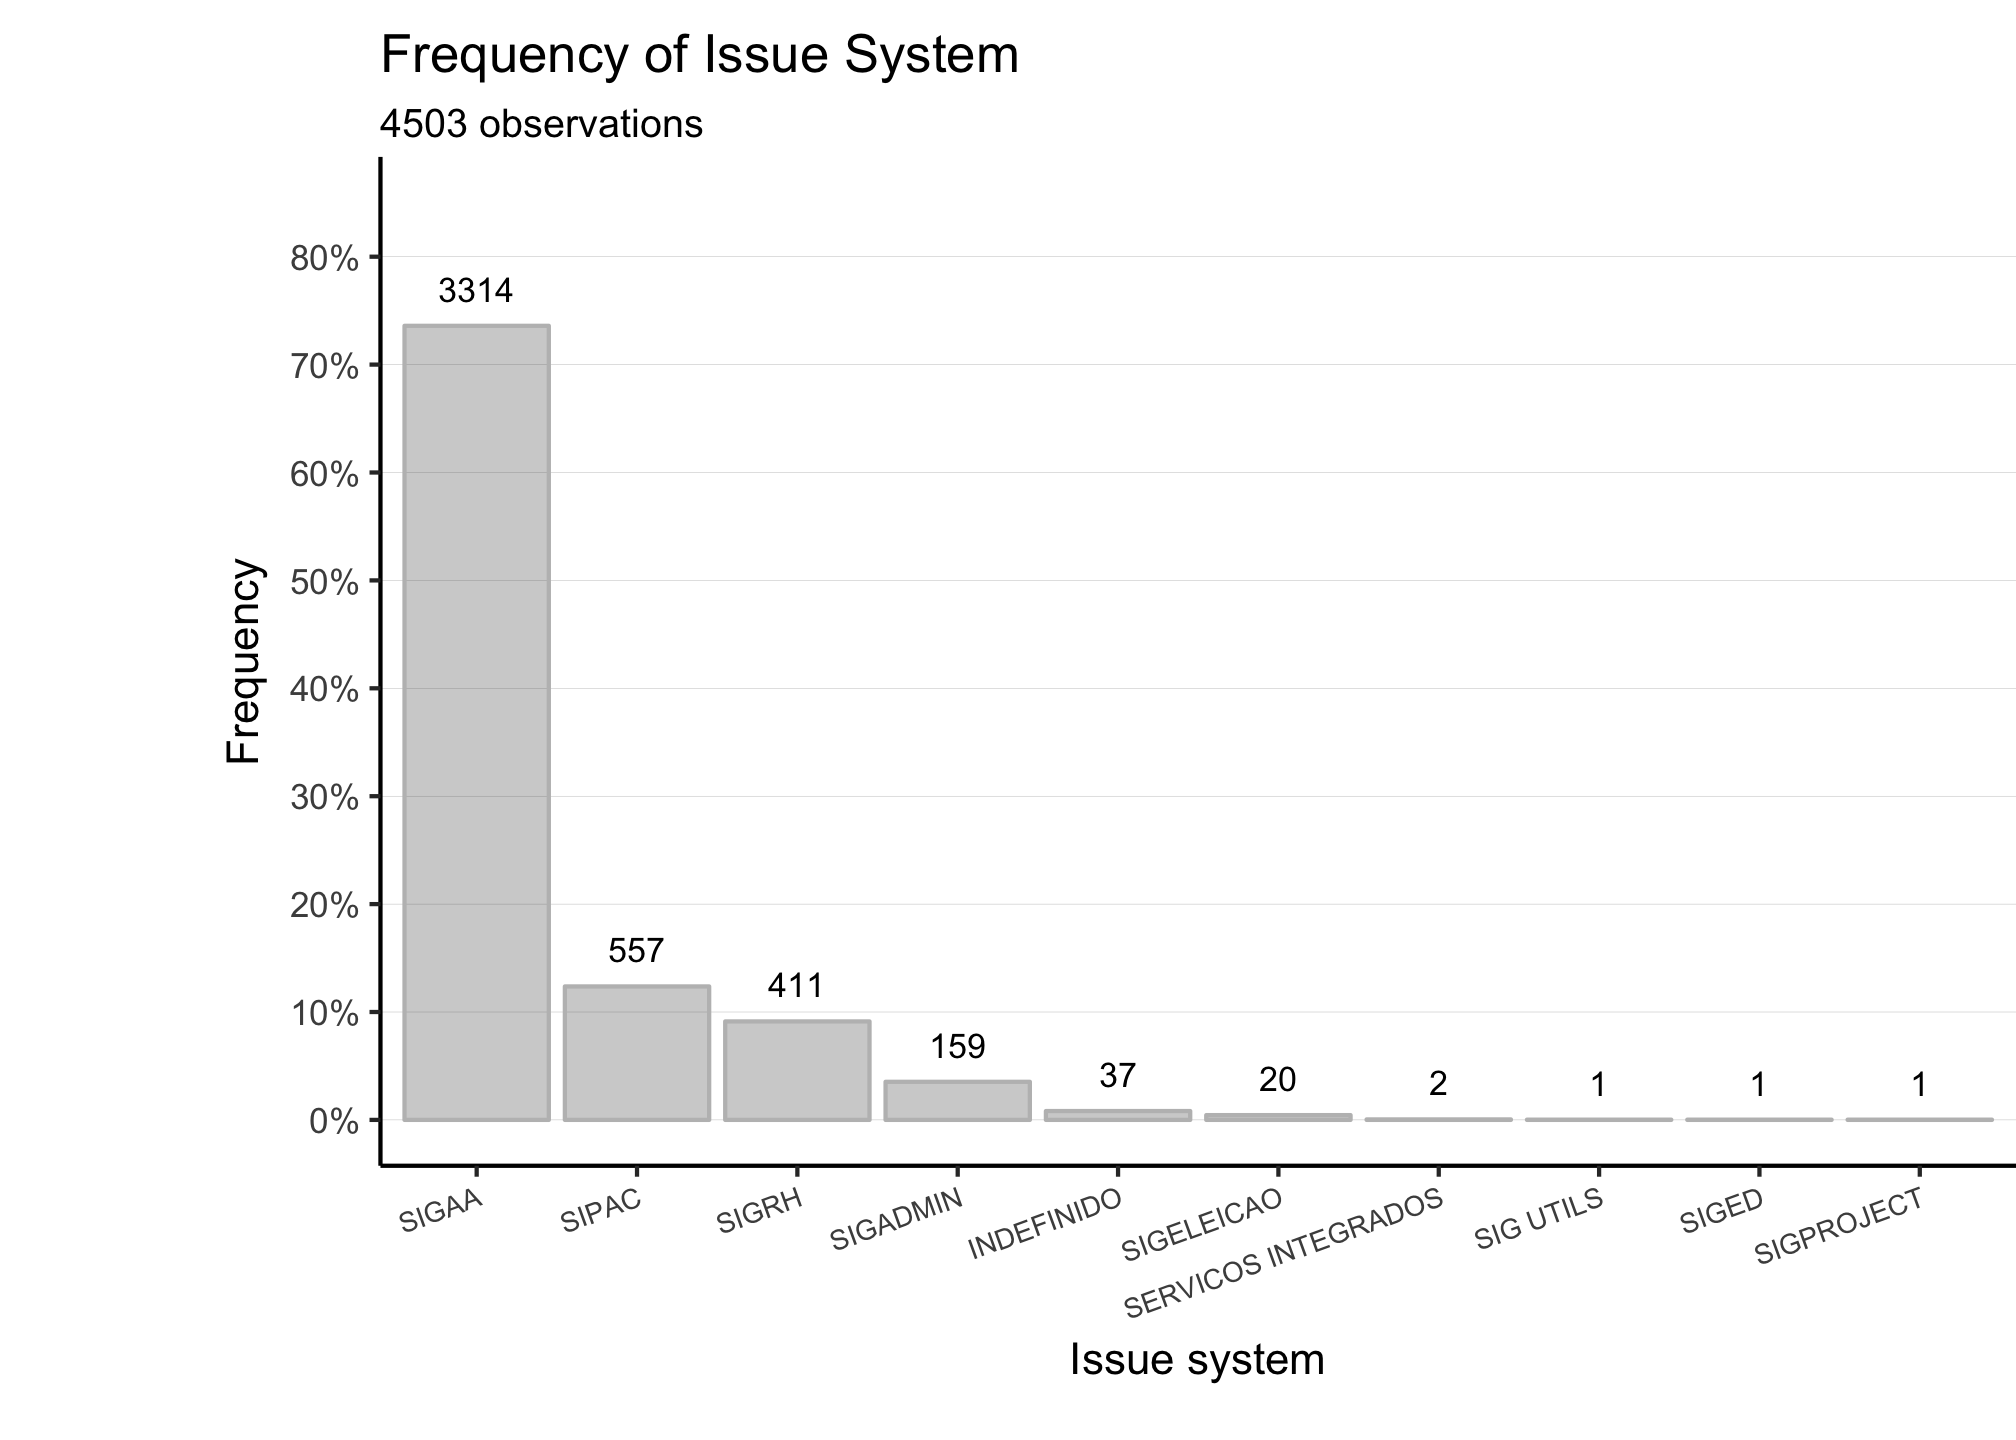 Frequency of Issue System
4503 observations
Frequency
80%
70%
60%
50%
40%
30%
20%
10%
0%
3314
557
411
159
37
20
2
1
1
1
SIGAA
SIPAC
SIGRH
SIGADMIN
INDEFINIDO
SIGELEICAO
SERVICOS INTEGRADOS
SIG UTILS
SIGED
SIGPROJECT
Issue system